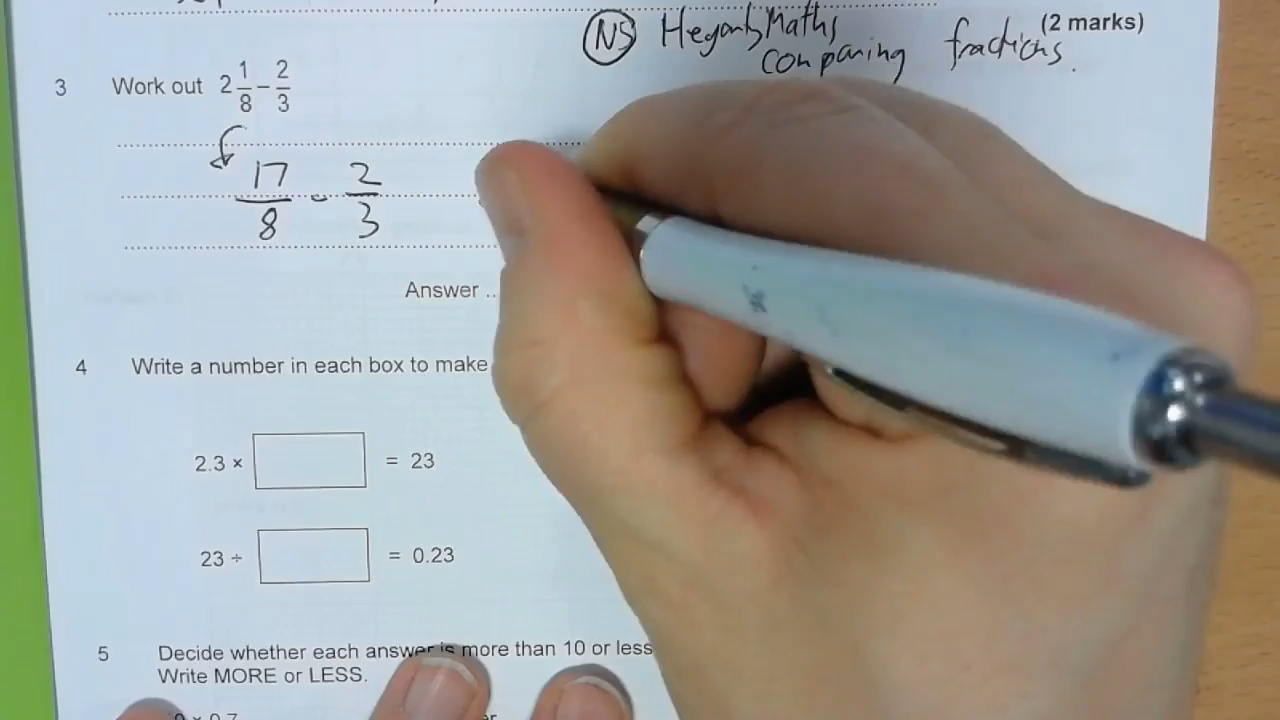 (NS) HegartyMaths (2 marks)
comparing fractions.
3 Work out 2 1/8 − 2/3
17/8 - 2/3
Answer ..
4 Write a number in each box to make
2.3 × = 23
23 ÷ = 0.23
5 Decide whether each answer is more than 10 or less
Write MORE or LESS.